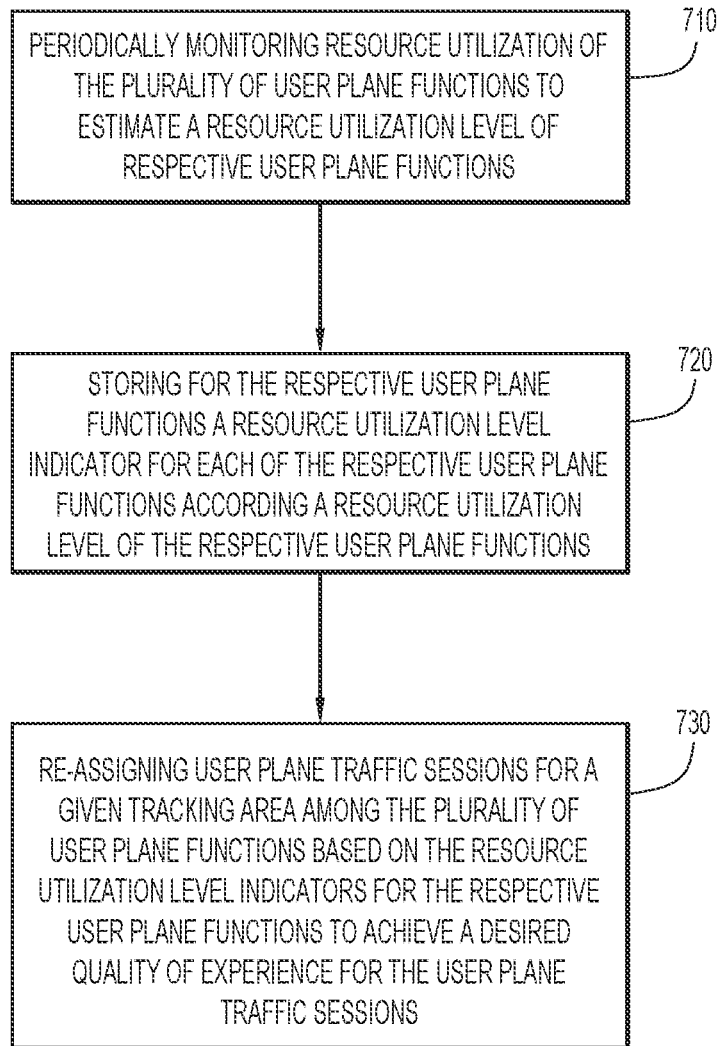 PERIODICALLY MONITORING RESOURCE UTILIZATION OF
THE PLURALITY OF USER PLANE FUNCTIONS TO
ESTIMATE A RESOURCE UTILIZATION LEVEL OF
RESPECTIVE USER PLANE FUNCTIONS
710
STORING FOR THE RESPECTIVE USER PLANE
FUNCTIONS A RESOURCE UTILIZATION LEVEL
INDICATOR FOR EACH OF THE RESPECTIVE USER PLANE
FUNCTIONS ACCORDING A RESOURCE UTILIZATION
LEVEL OF THE RESPECTIVE USER PLANE FUNCTIONS
720
RE-ASSIGNING USER PLANE TRAFFIC SESSIONS FOR A
GIVEN TRACKING AREA AMONG THE PLURALITY OF
USER PLANE FUNCTIONS BASED ON THE RESOURCE
UTILIZATION LEVEL INDICATORS FOR THE RESPECTIVE
USER PLANE FUNCTIONS TO ACHIEVE A DESIRED
QUALITY OF EXPERIENCE FOR THE USER PLANE
TRAFFIC SESSIONS
730